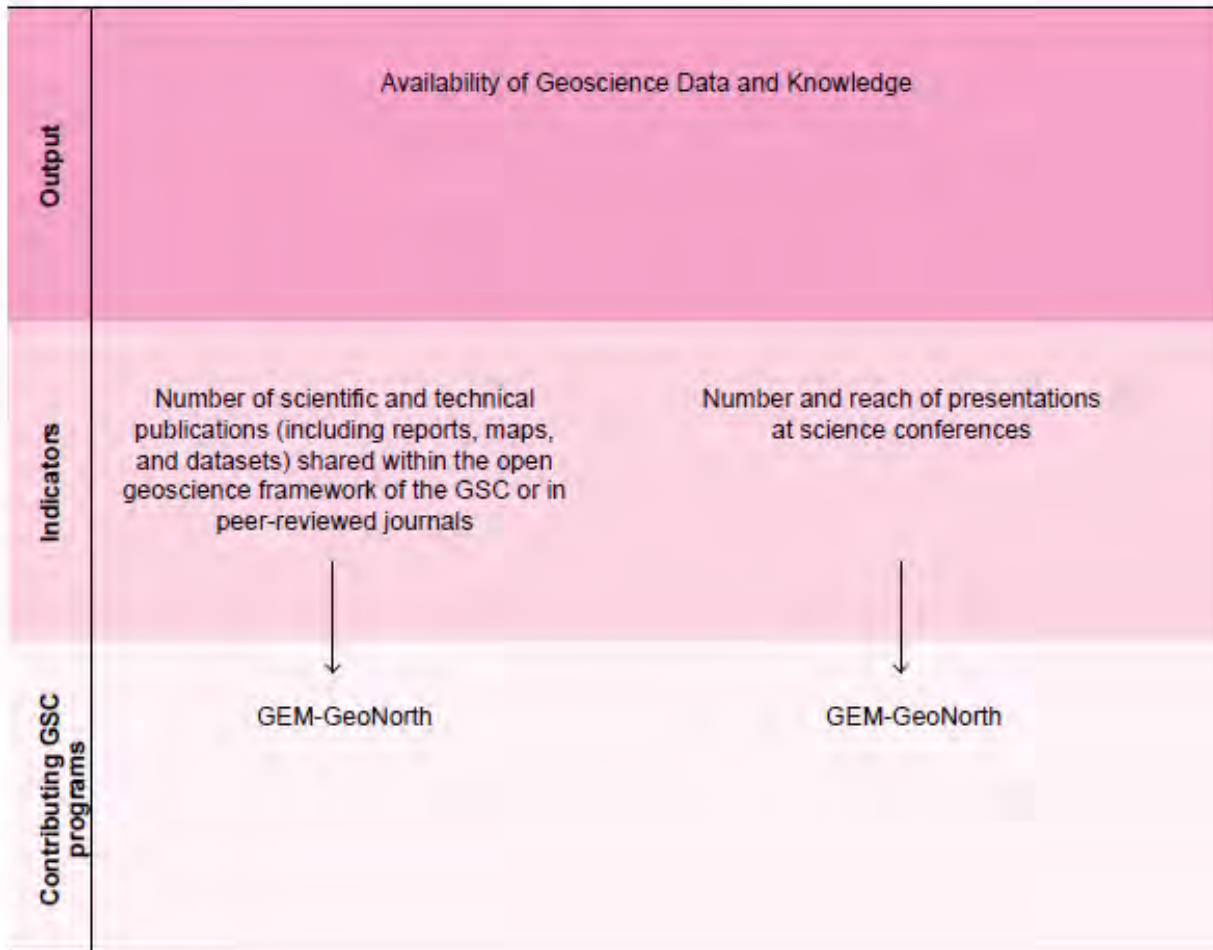 Output
Availability of Geoscience Data and Knowledge
Indicators
Number of scientific and technical
publications (including reports, maps,
and datasets) shared within the open
geoscience framework of the GSC or in
peer-reviewed journals
Number and reach of presentations
at science conferences
Contributing GSC
programs
GEM-GeoNorth
GEM-GeoNorth